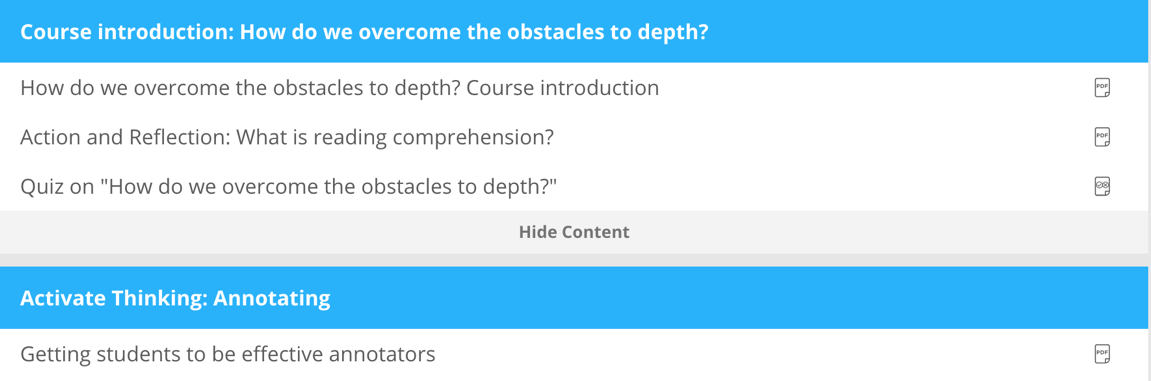 Course introduction: How do we overcome the obstacles to depth?
How do we overcome the obstacles to depth? Course introduction
PDF
Action and Reflection: What is reading comprehension?
PDF
Quiz on "How do we overcome the obstacles to depth?"
Hide Content
Activate Thinking: Annotating
Getting students to be effective annotators
PDF